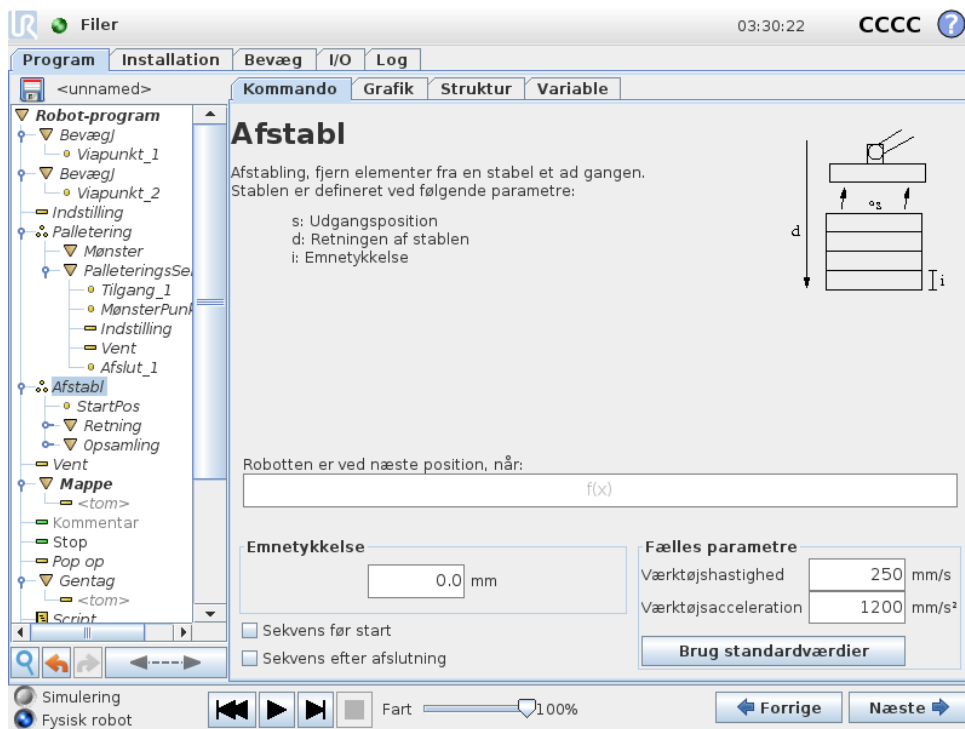 UR Filer 03:30:22 CCCC ?
Program Installation Bevæg I/O Log
<unnamed>
Kommando Grafik Struktur Variable
Robot-program
BevægJ
Viapunkt_1
BevægJ
Viapunkt_2
Indstilling
Palletering
Mønster
PalleteringsSe
Tilgang_1
MønsterPunk
Indstilling
Vent
Afslut_1
Afstabl
StartPos
Retning
Opsamling
Vent
Mappe
<tom>
Kommentar
Stop
Pop op
Gentag
<tom>
Script
Afstabl
Afstabling, fjern elementer fra en stabel et ad gangen.
Stablen er defineret ved følgende parametre:
s: Udgangsposition
d: Retningen af stablen
i: Emnetykkelse
s
d
i
Robotten er ved næste position, når:
f(x)
Emnetykkelse
0.0 mm
Sekvens før start
Sekvens efter afslutning
Fælles parametre
Værktøjshastighed 250 mm/s
Værktøjsacceleration 1200 mm/s²
Brug standardværdier
Simulering
Fysisk robot
Fart 100%
Forrige Næste